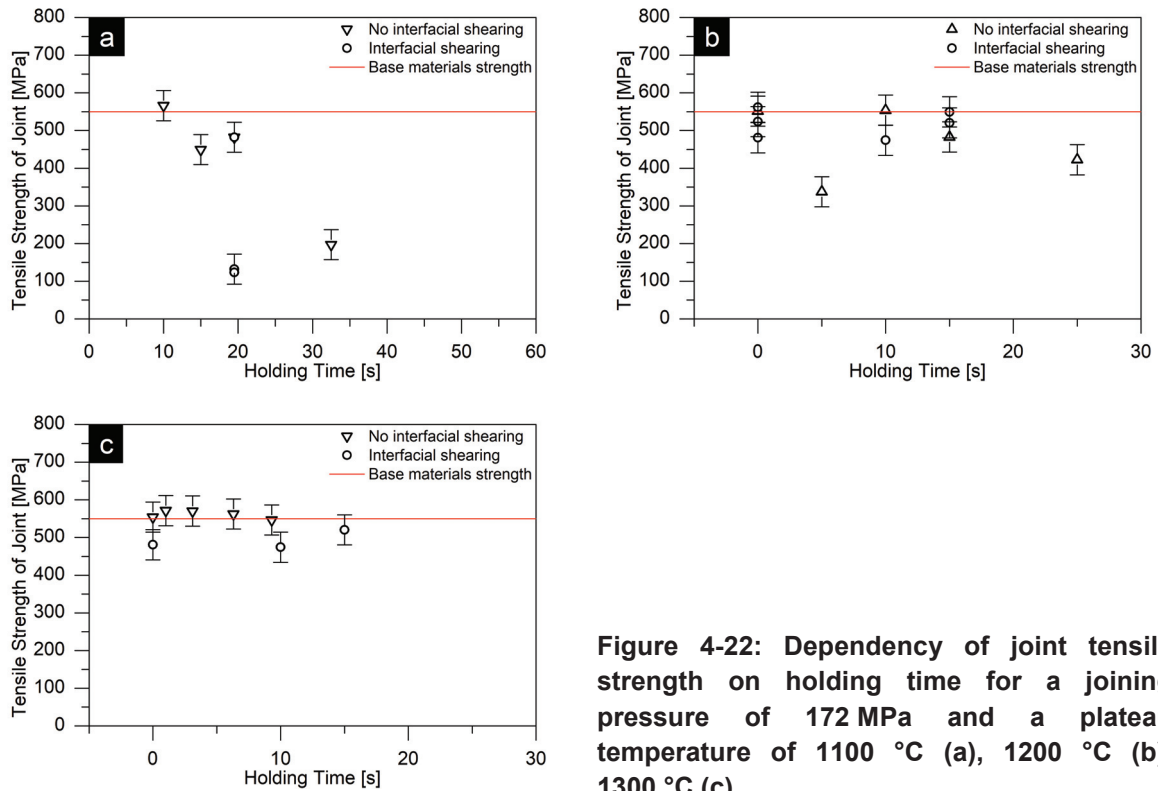 800
700
600
500
400
300
200
100
0
Tensile Strength of Joint [MPa]
a
No interfacial shearing
Interfacial shearing
Base materials strength
0 10 20 30 40 50 60
Holding Time [s]
800
700
600
500
400
300
200
100
0
Tensile Strength of Joint [MPa]
b
No interfacial shearing
Interfacial shearing
Base materials strength
0 10 20 30
Holding Time [s]
800
700
600
500
400
300
200
100
0
Tensile Strength of Joint [MPa]
c
No interfacial shearing
Interfacial shearing
Base materials strength
0 10 20 30
Holding Time [s]
Figure 4-22: Dependency of joint tensil
strength on holding time for a joining
pressure of 172 MPa and a platea
temperature of 1100 °C (a), 1200 °C (b)
1300 °C (c)